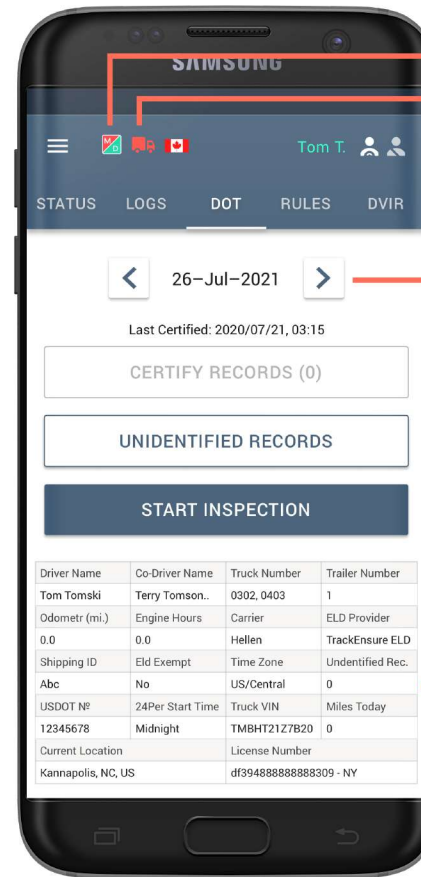 SAMSUNG
M/D Tom T.
STATUS LOGS DOT RULES DVIR
26-Jul-2021
Last Certified: 2020/07/21, 03:15
CERTIFY RECORDS (0)
UNIDENTIFIED RECORDS
START INSPECTION
Driver Name Co-Driver Name Truck Number Trailer Number
Tom Tomski Terry Tomson.. 0302, 0403 1
Odometr (mi.) Engine Hours Carrier ELD Provider
0.0 0.0 Hellen TrackEnsure ELD
Shipping ID Eld Exempt Time Zone Undentified Rec.
Abc No US/Central 0
USDOT Nº 24Per Start Time Truck VIN Miles Today
12345678 Midnight TMBHT21Z7B20 0
Current Location License Number
Kannapolis, NC, US df394888888888309 - NY